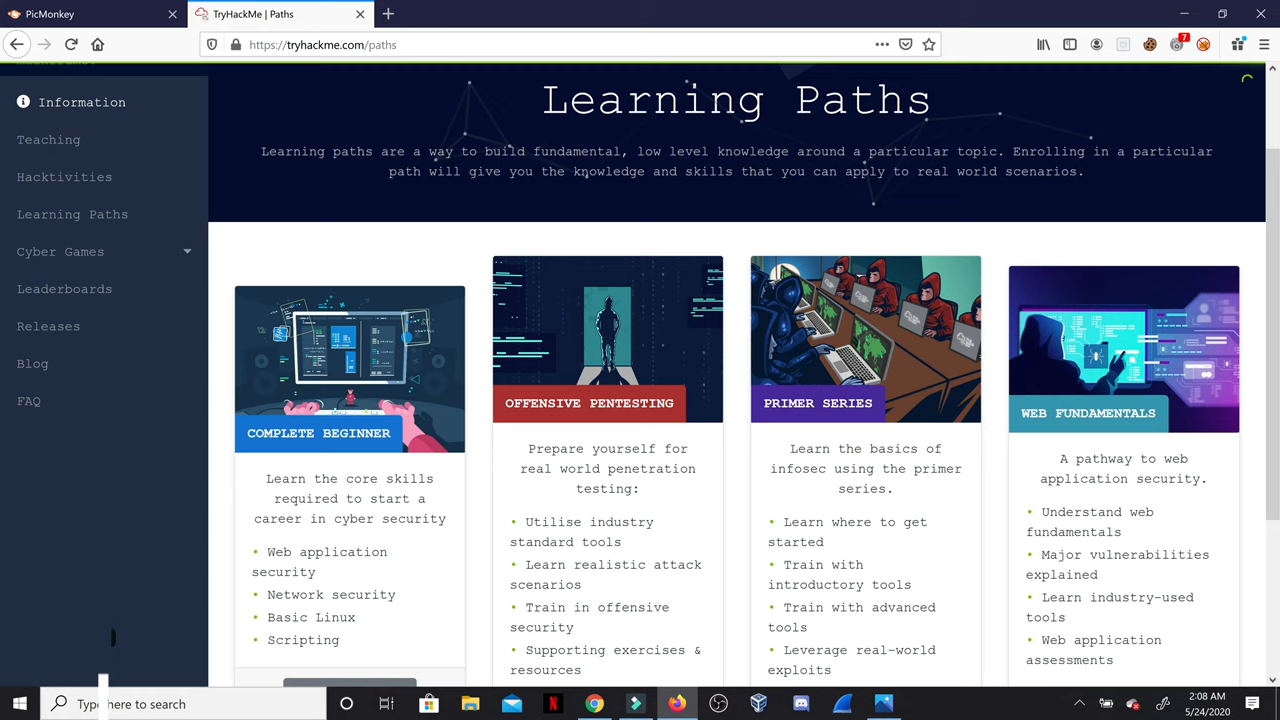 PicMonkey
TryHackMe | Paths
https://tryhackme.com/paths
7
Information
Teaching
Hacktivities
Learning Paths
Cyber Games
Leaderboards
Releases
Blog
FAQ
Learning Paths
Learning paths are a way to build fundamental, low level knowledge around a particular topic. Enrolling in a particular
path will give you the knowledge and skills that you can apply to real world scenarios.
COMPLETE BEGINNER
Learn the core skills
required to start a
career in cyber security
• Web application
security
• Network security
• Basic Linux
• Scripting
OFFENSIVE PENTESTING
Prepare yourself for
real world penetration
testing:
• Utilise industry
standard tools
• Learn realistic attack
scenarios
• Train in offensive
security
• Supporting exercises &
resources
PRIMER SERIES
Learn the basics of
infosec using the primer
series.
• Learn where to get
started
• Train with
introductory tools
• Train with advanced
tools
• Leverage real-world
exploits
WEB FUNDAMENTALS
A pathway to web
application security.
• Understand web
fundamentals
• Major vulnerabilities
explained
• Learn industry-used
tools
• Web application
assessments
Type here to search
2:08 AM
5/24/2020